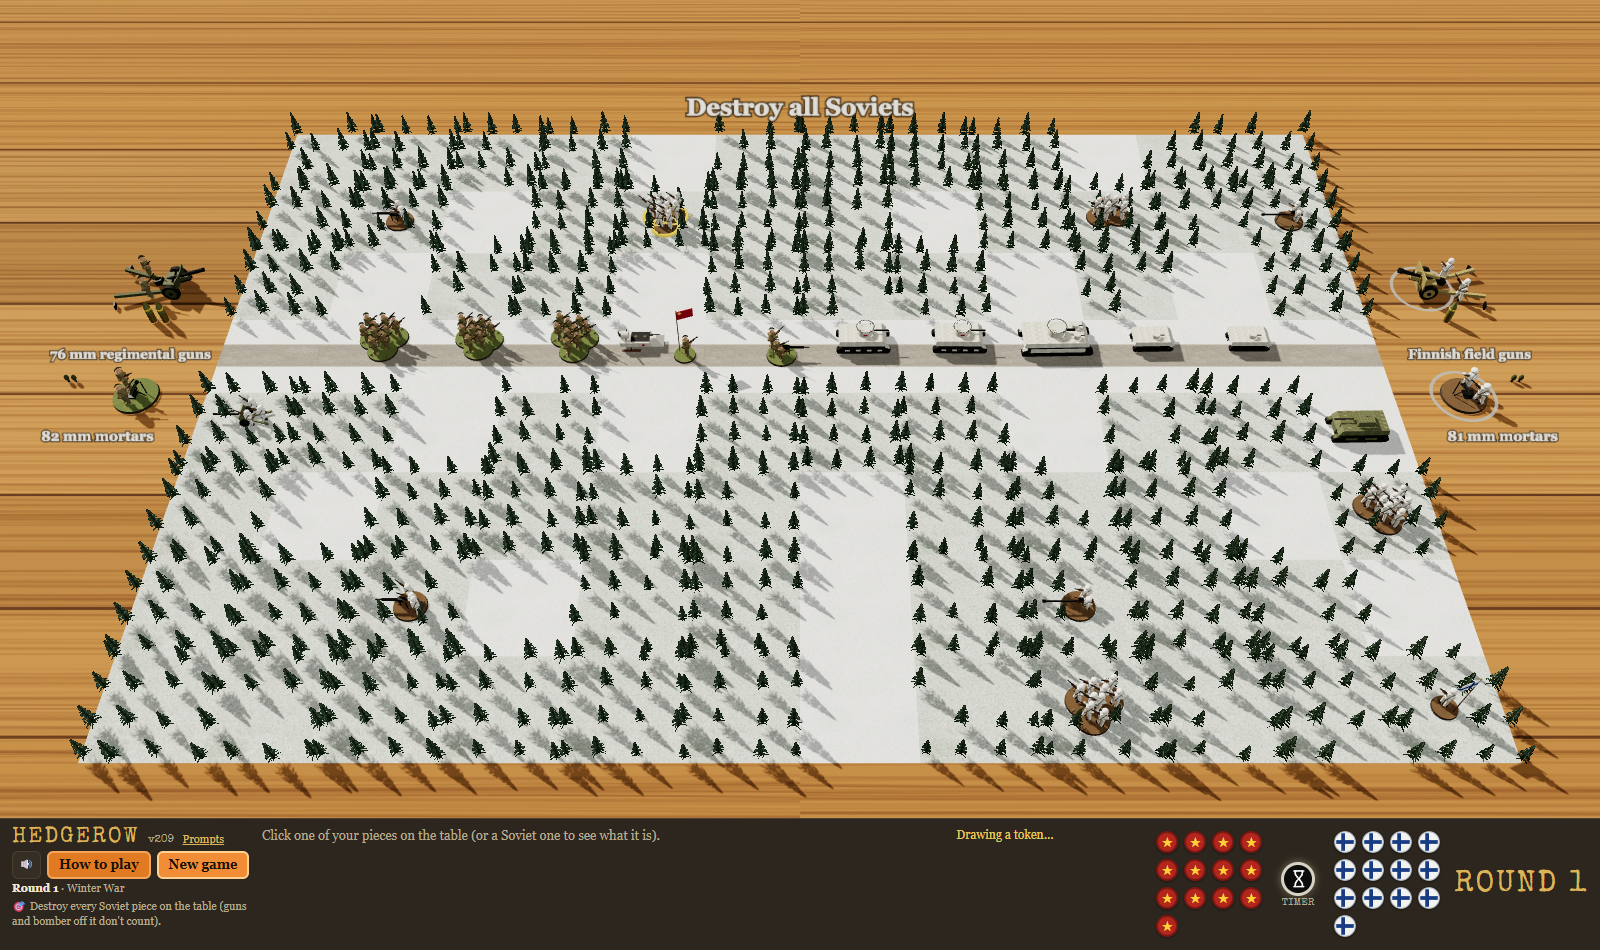 Destroy all Soviets
76 mm regimental guns
82 mm mortars
Finnish field guns
81 mm mortars
HEDGEROW v209 Prompts
How to play
New game
Round 1 · Winter War
Destroy every Soviet piece on the table (guns
and bomber off it don't count).
Click one of your pieces on the table (or a Soviet one to see what it is).
Drawing a token...
TIMER
ROUND 1